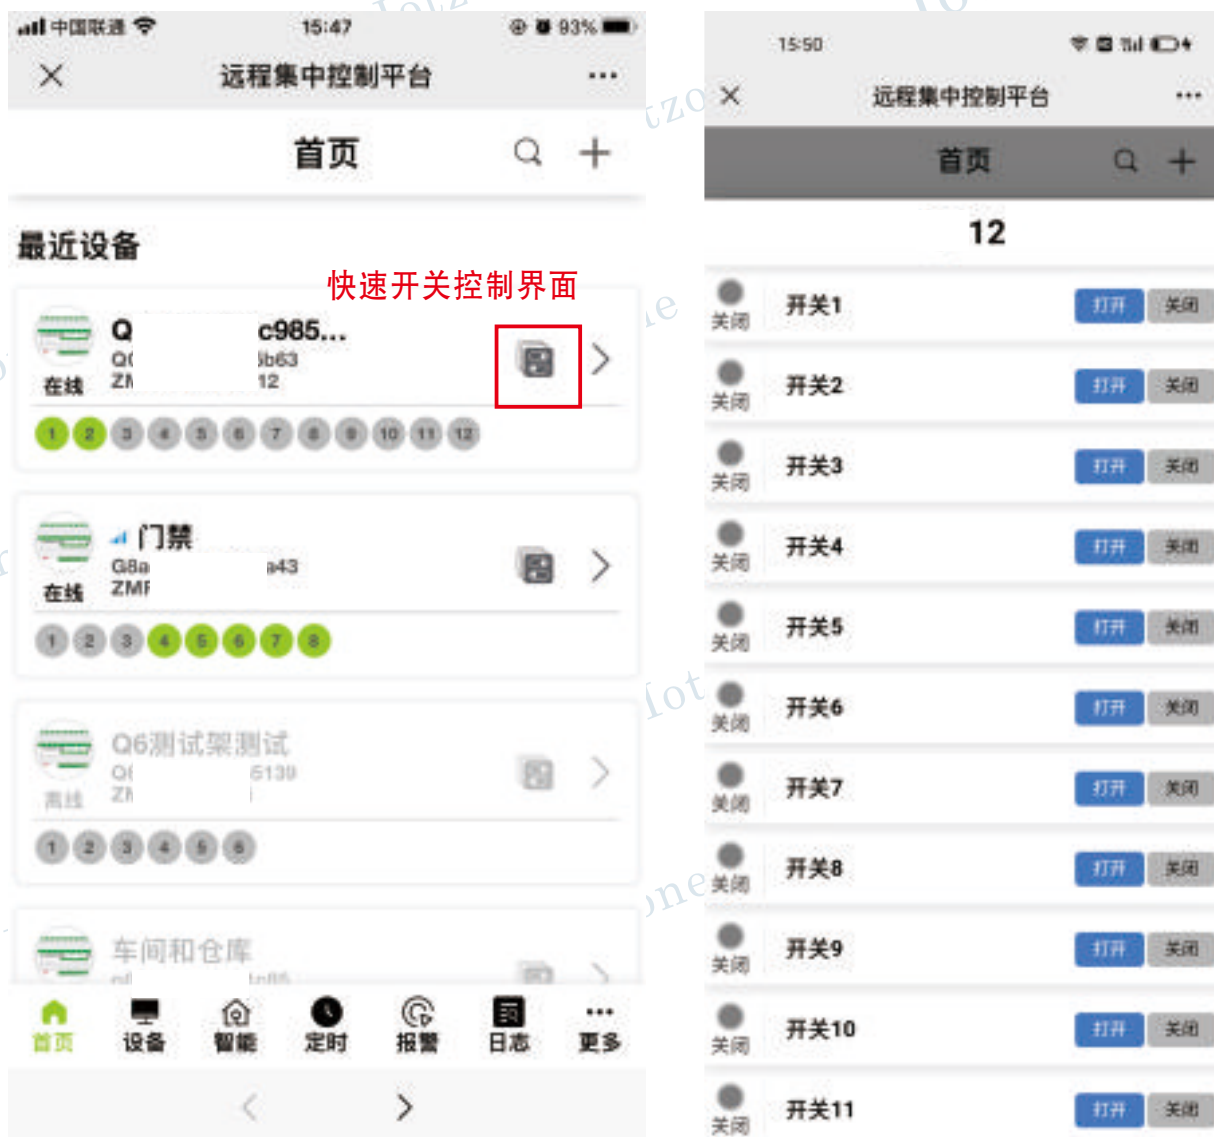 中国联通 15:47 93%
远程集中控制平台
首页
最近设备
快速开关控制界面
Q c985...
5b63
在线 12
1 2 3 4 5 6 7 8 9 10 11 12
门禁
G8a a43
在线 ZMF
1 2 3 4 5 6 7 8
Q6测试架测试
5139
离线
1 2 3 4 5 6
车间和仓库
首页 设备 智能 定时 报警 日志 更多
15:50
远程集中控制平台
首页
12
关闭 开关1 打开 关闭
关闭 开关2 打开 关闭
关闭 开关3 打开 关闭
关闭 开关4 打开 关闭
关闭 开关5 打开 关闭
关闭 开关6 打开 关闭
关闭 开关7 打开 关闭
关闭 开关8 打开 关闭
关闭 开关9 打开 关闭
关闭 开关10 打开 关闭
关闭 开关11 打开 关闭